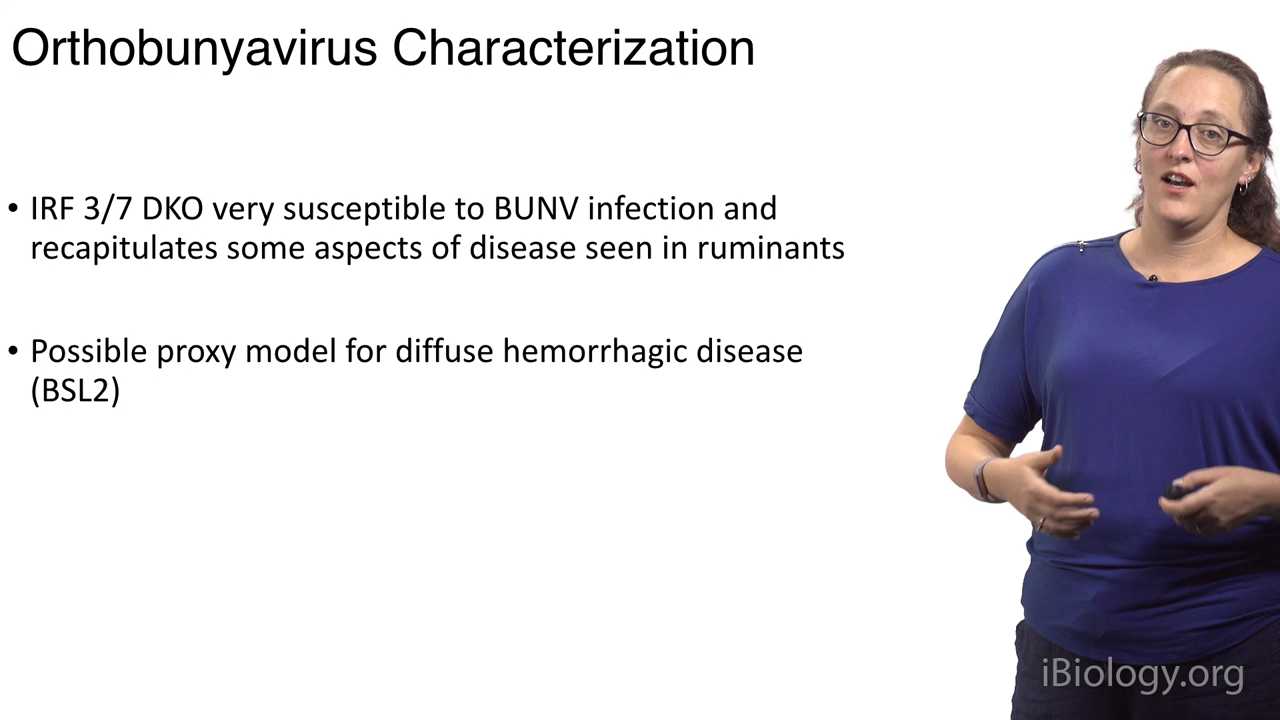 Orthobunyavirus Characterization
• IRF 3/7 DKO very susceptible to BUNV infection and
recapitulates some aspects of disease seen in ruminants
• Possible proxy model for diffuse hemorrhagic disease
(BSL2)
iBiology.org